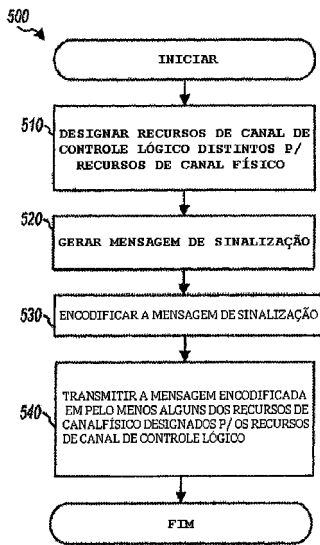 500
INICIAR
510
DESIGNAR RECURSOS DE CANAL DE
CONTROLE LÓGICO DISTINTOS P/
RECURSOS DE CANAL FÍSICO
520
GERAR MENSAGEM DE SINALIZAÇÃO
530
ENCODIFICAR A MENSAGEM DE SINALIZAÇÃO
540
TRANSMITIR A MENSAGEM ENCODIFICADA
EM PELO MENOS ALGUNS DOS RECURSOS DE
CANALFÍSICO DESIGNADOS P/ OS RECURSOS
DE CANAL DE CONTROLE LÓGICO
FIM